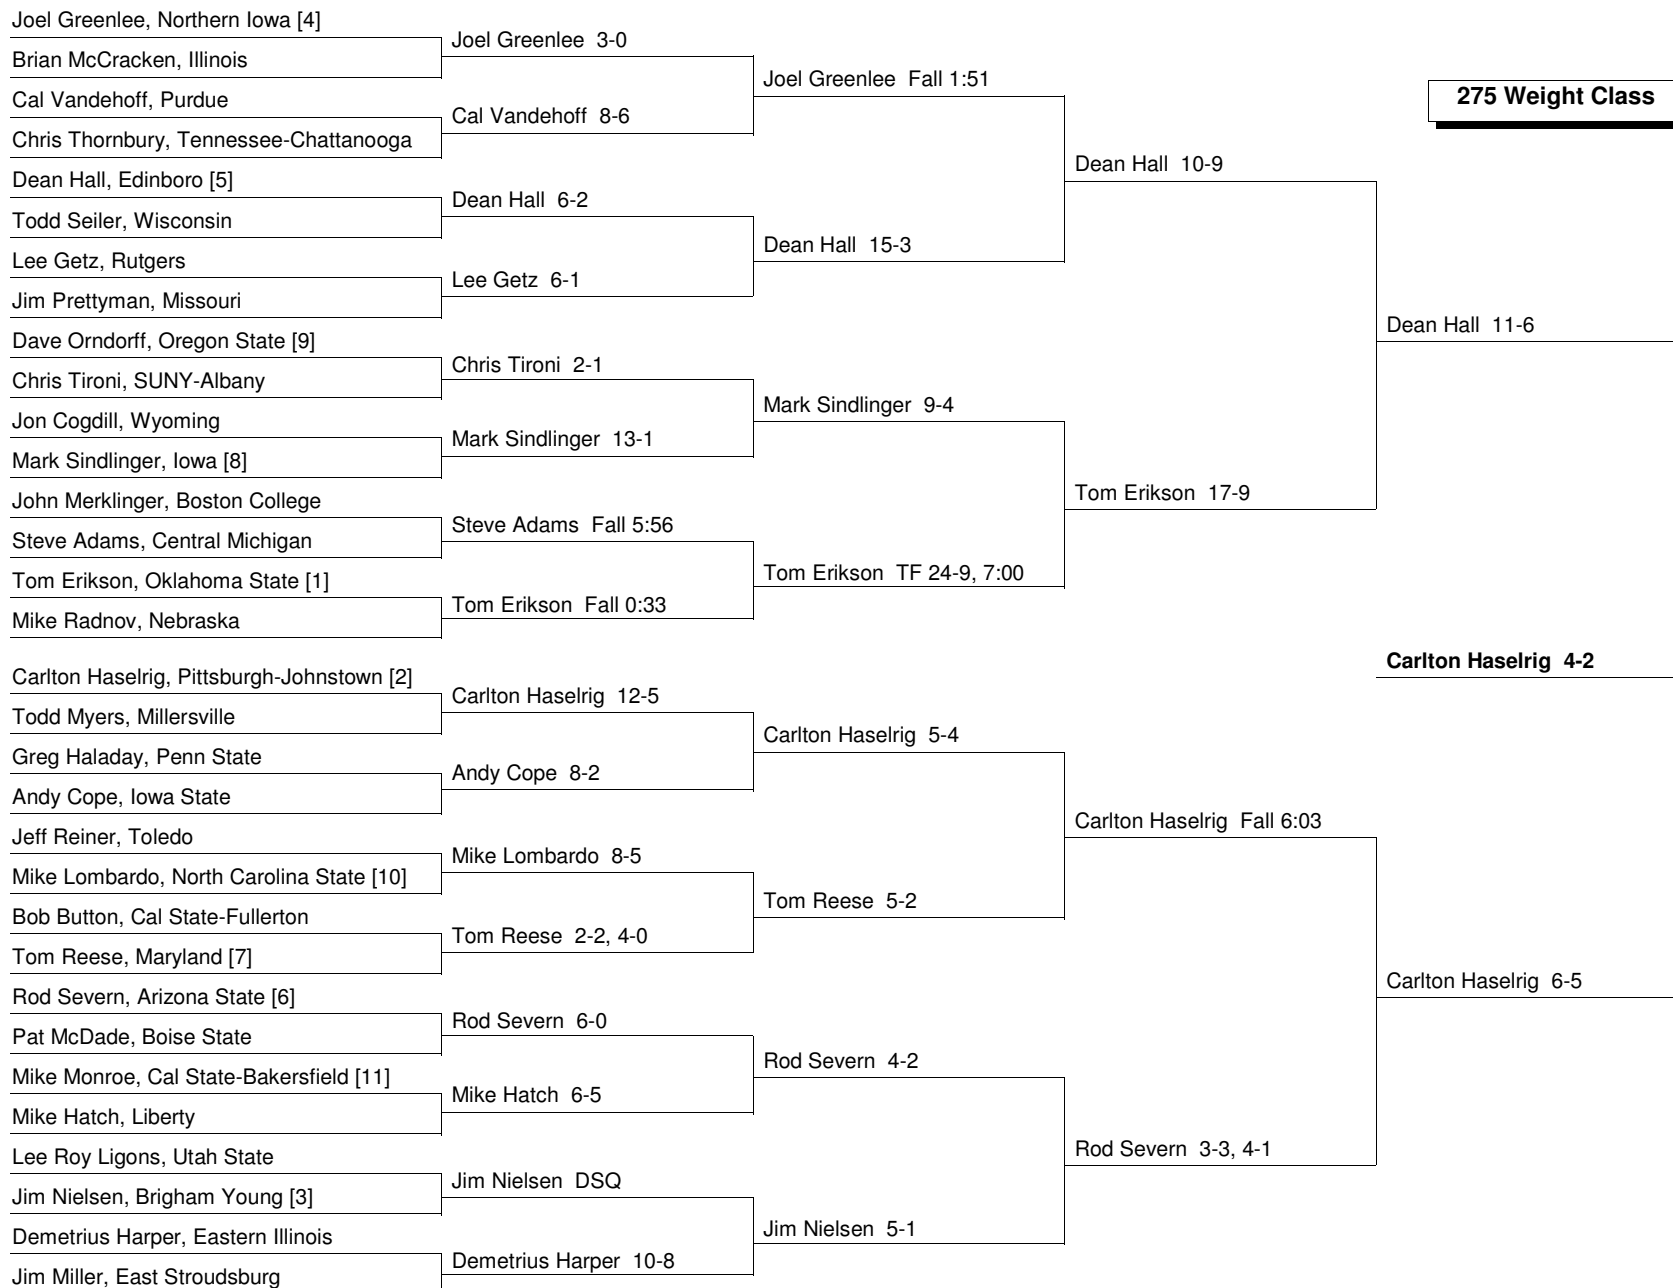 Joel Greenlee, Northern Iowa [4]
Brian McCracken, Illinois
Cal Vandehoff, Purdue
Chris Thornbury, Tennessee-Chattanooga
Dean Hall, Edinboro [5]
Todd Seiler, Wisconsin
Lee Getz, Rutgers
Jim Prettyman, Missouri
Dave Orndorff, Oregon State [9]
Chris Tironi, SUNY-Albany
Jon Cogdill, Wyoming
Mark Sindlinger, Iowa [8]
John Merklinger, Boston College
Steve Adams, Central Michigan
Tom Erikson, Oklahoma State [1]
Mike Radnov, Nebraska
Carlton Haselrig, Pittsburgh-Johnstown [2]
Todd Myers, Millersville
Greg Haladay, Penn State
Andy Cope, Iowa State
Jeff Reiner, Toledo
Mike Lombardo, North Carolina State [10]
Bob Button, Cal State-Fullerton
Tom Reese, Maryland [7]
Rod Severn, Arizona State [6]
Pat McDade, Boise State
Mike Monroe, Cal State-Bakersfield [11]
Mike Hatch, Liberty
Lee Roy Ligons, Utah State
Jim Nielsen, Brigham Young [3]
Demetrius Harper, Eastern Illinois
Jim Miller, East Stroudsburg
Joel Greenlee 3-0
Cal Vandehoff 8-6
Dean Hall 6-2
Lee Getz 6-1
Chris Tironi 2-1
Mark Sindlinger 13-1
Steve Adams Fall 5:56
Tom Erikson Fall 0:33
Carlton Haselrig 12-5
Andy Cope 8-2
Mike Lombardo 8-5
Tom Reese 2-2, 4-0
Rod Severn 6-0
Mike Hatch 6-5
Jim Nielsen DSQ
Demetrius Harper 10-8
Joel Greenlee Fall 1:51
Dean Hall 15-3
Mark Sindlinger 9-4
Tom Erikson TF 24-9, 7:00
Carlton Haselrig 5-4
Tom Reese 5-2
Rod Severn 4-2
Jim Nielsen 5-1
Dean Hall 10-9
Tom Erikson 17-9
Carlton Haselrig Fall 6:03
Rod Severn 3-3, 4-1
275 Weight Class
Dean Hall 11-6
Carlton Haselrig 4-2
Carlton Haselrig 6-5